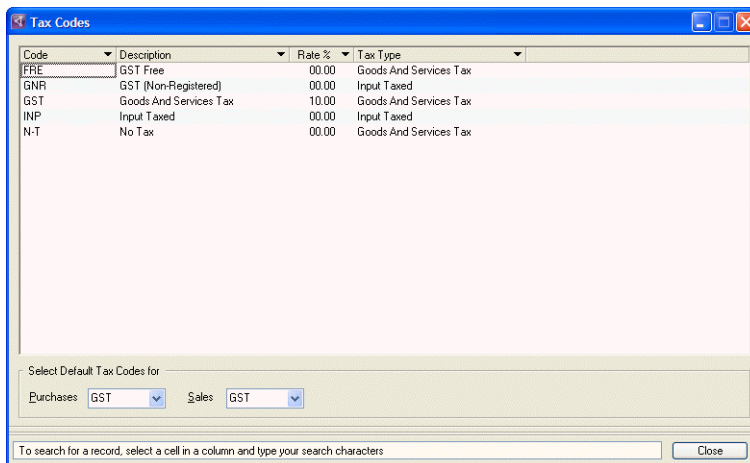 Tax Codes
Code Description Rate % Tax Type
FRE GST Free 00.00 Goods And Services Tax
GNR GST (Non-Registered) 00.00 Input Taxed
GST Goods And Services Tax 10.00 Goods And Services Tax
INP Input Taxed 00.00 Input Taxed
N-T No Tax 00.00 Goods And Services Tax
Select Default Tax Codes for
Purchases GST Sales GST
To search for a record, select a cell in a column and type your search characters Close